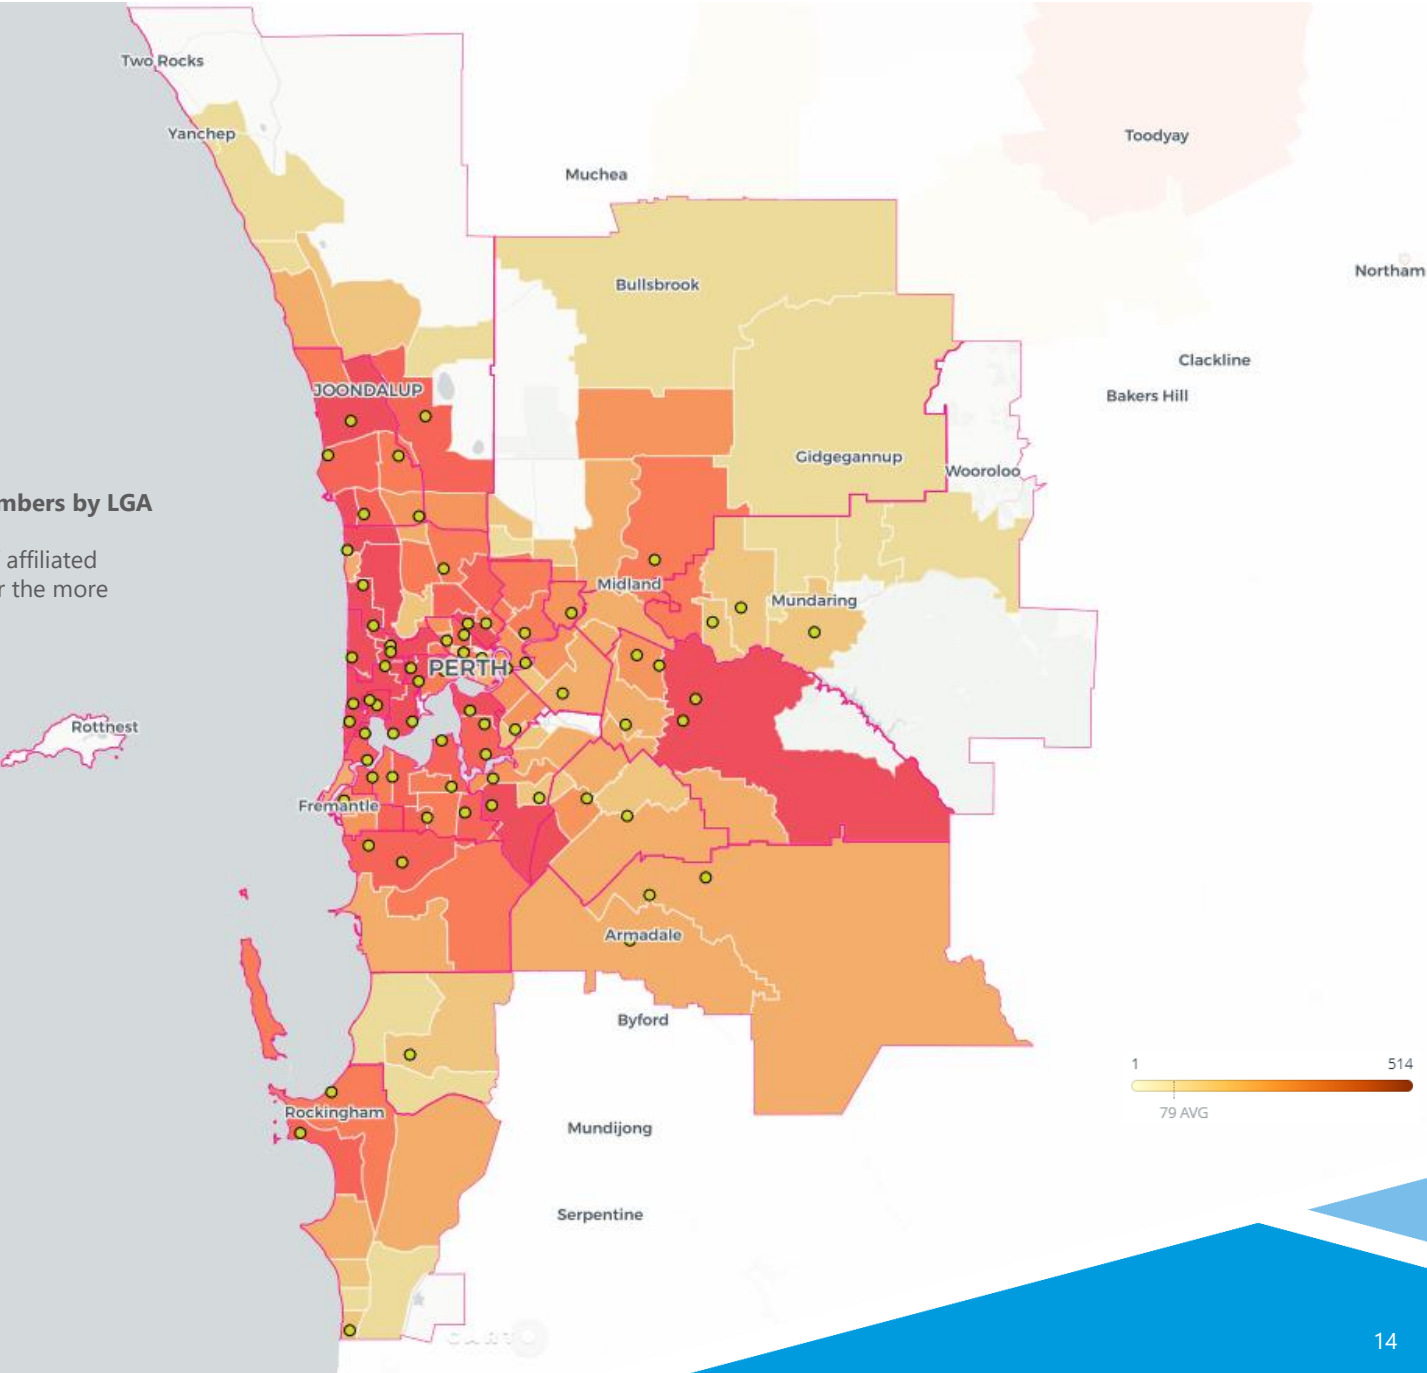 Two Rocks
Yanchep
Toodyay
Muchea
Northam
Bullsbrook
Clackline
JOONDALUP
Bakers Hill
Gidgegannup
Wooroloo
mbers by LGA
affiliated
r the more
Midland
Mundaring
PERTH
Rottnest
Fremantle
Armadale
Byford
1
514
79 AVG
Rockingham
Mundijong
Serpentine
CART
14